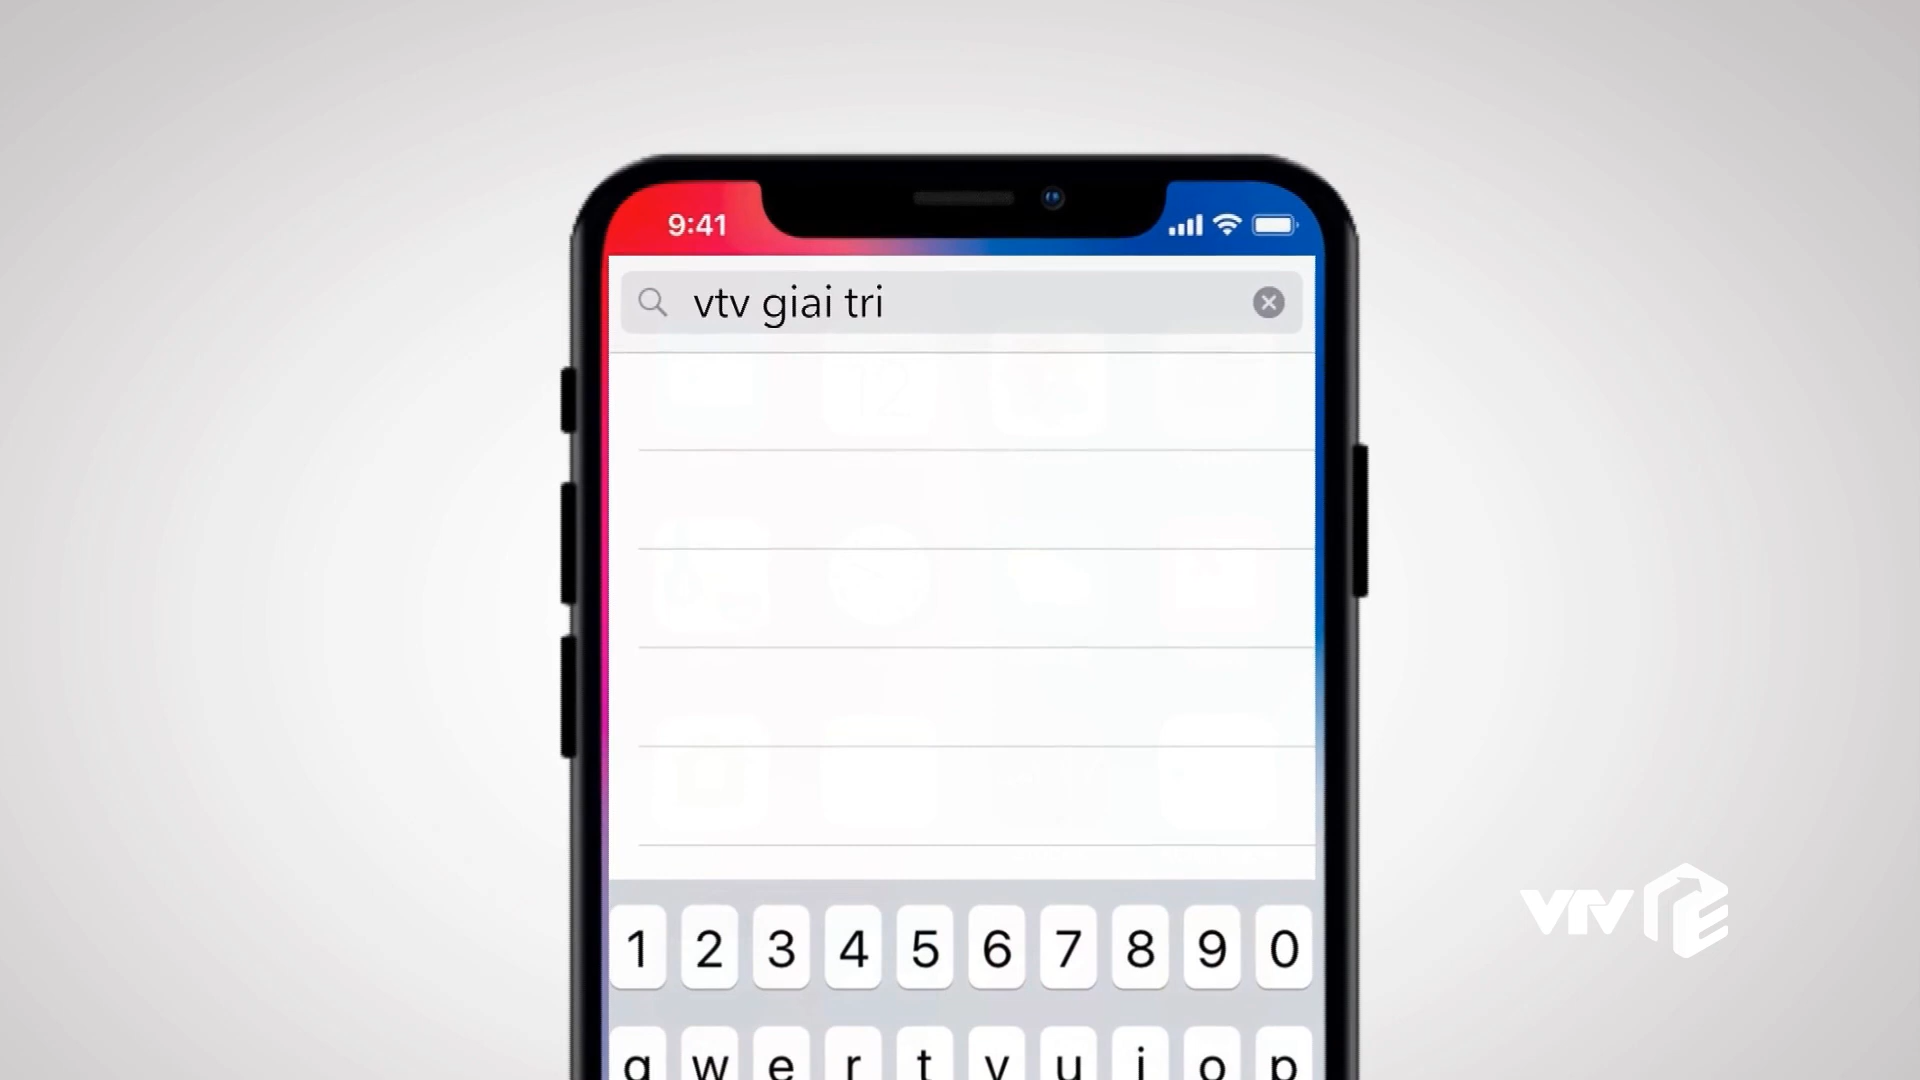 9:41
vtv giai tri
1 2 3 4 5 6 7 8 9 0
q w e r t y u i o p
VTV